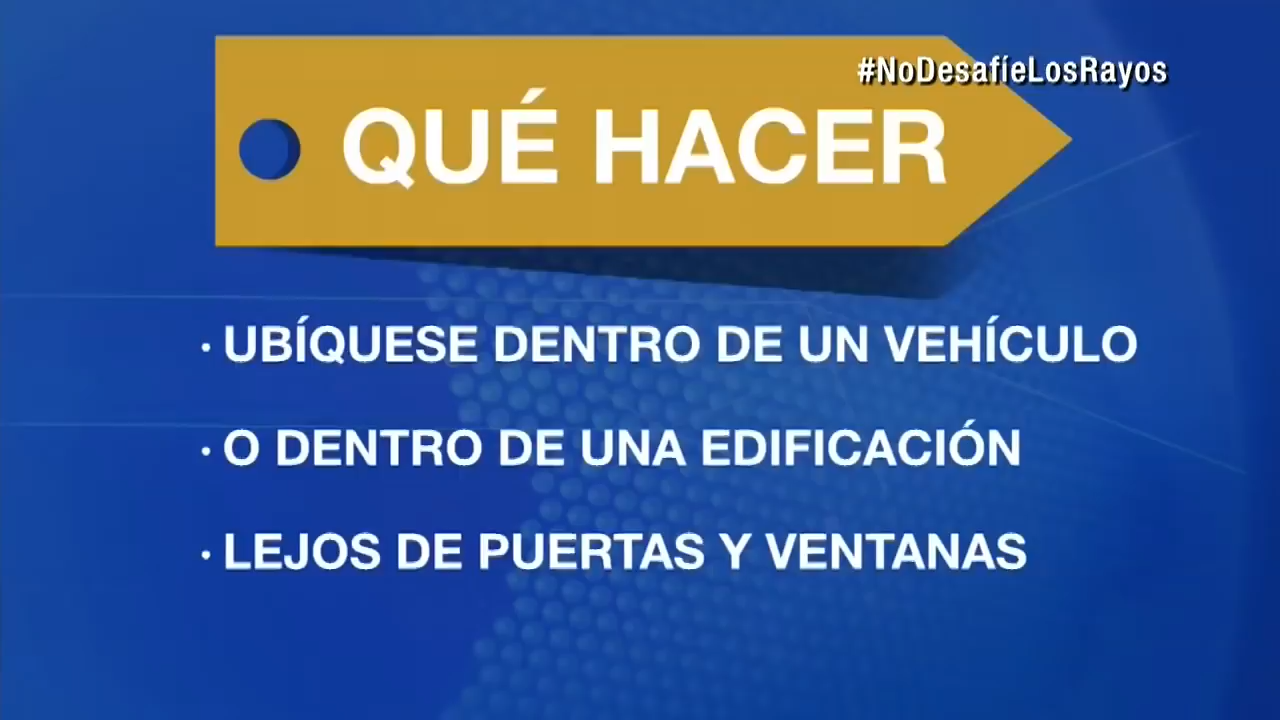 #NoDesafíeLosRayos
QUÉ HACER
· UBÍQUESE DENTRO DE UN VEHÍCULO
· O DENTRO DE UNA EDIFICACIÓN
· LEJOS DE PUERTAS Y VENTANAS